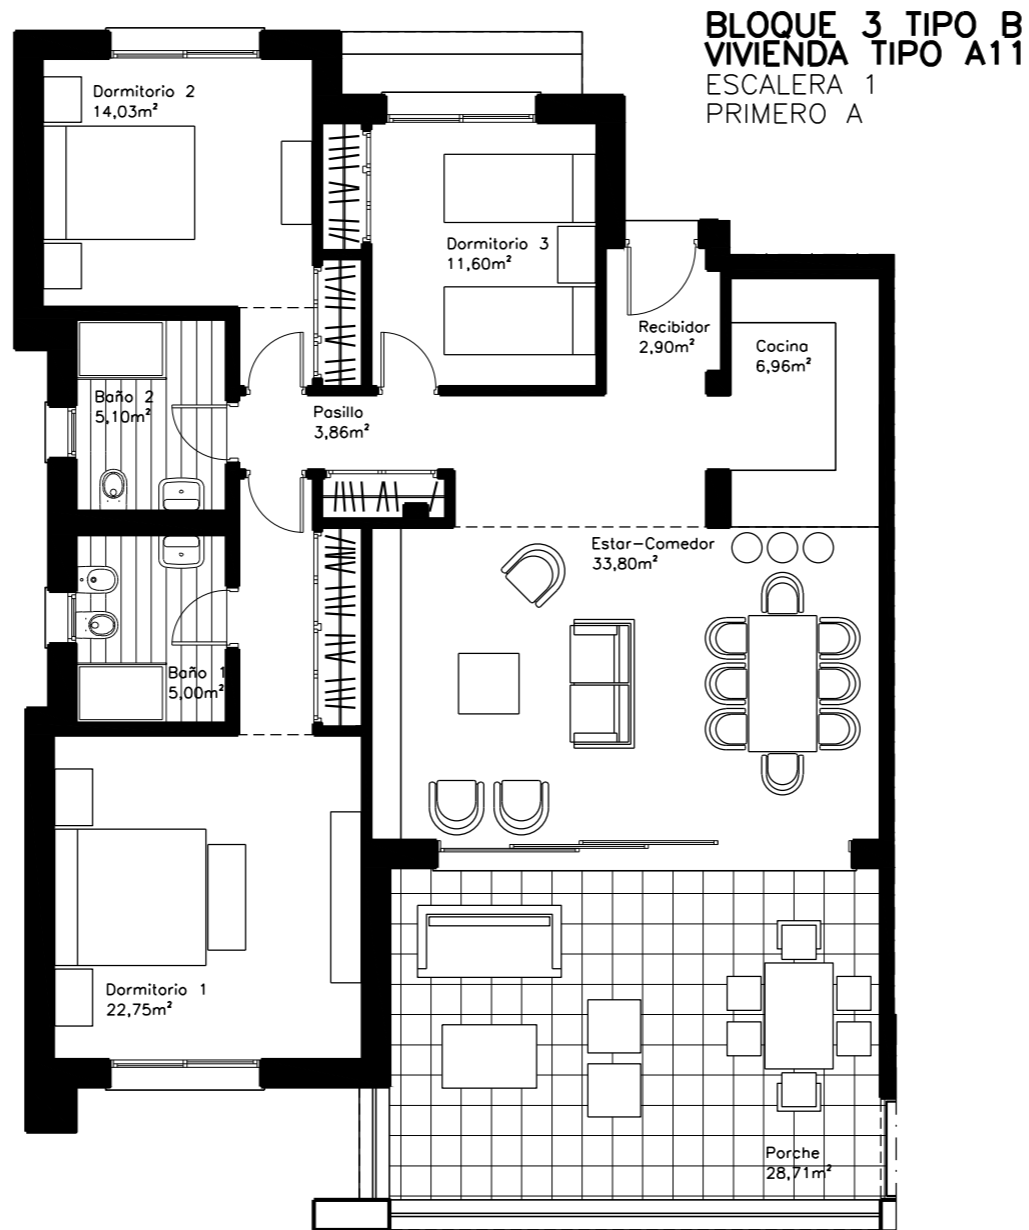 BLOQUE 3 TIPO B
VIVIENDA TIPO A11
ESCALERA 1
PRIMERO A
Dormitorio 2
14,03m²
Dormitorio 3
11,60m²
Recibidor
2,90m²
Cocina
6,96m²
Baño 2
5,10m²
Pasillo
3,86m²
Estar-Comedor
33,80m²
Baño 1
5,00m²
Dormitorio 1
22,75m²
Porche
28,71m²